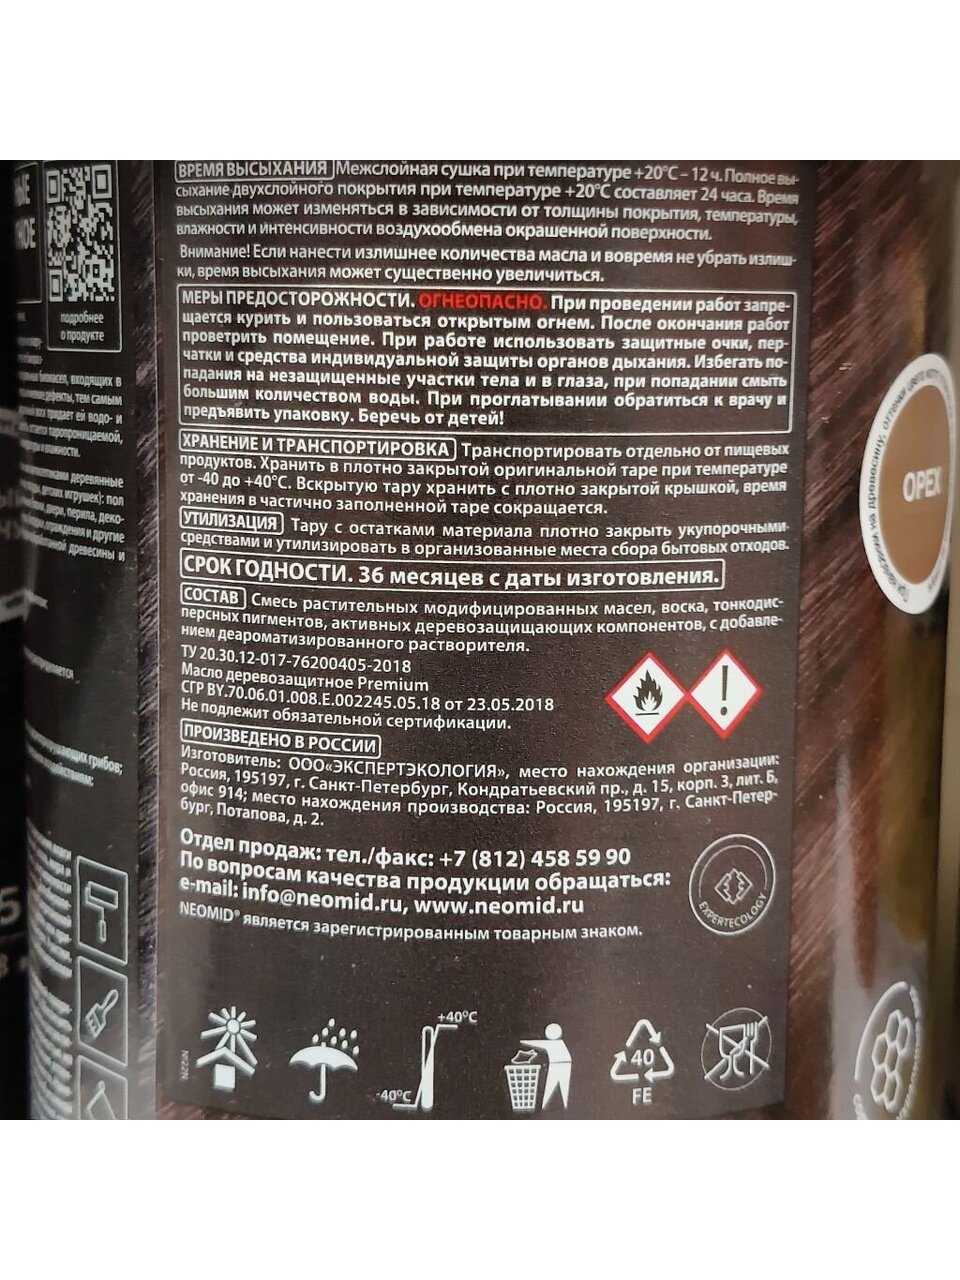 ВРЕМЯ ВЫСЫХАНИЯ Межслойная сушка при температуре +20°С – 12 ч. Полное вы-
сыхание двухслойного покрытия при температуре +20°С составляет 24 часа. Время
высыхания может изменяться в зависимости от толщины покрытия, температуры,
влажности и интенсивности воздухообмена окрашенной поверхности.
Внимание! Если нанести излишнее количества масла и вовремя не убрать излиш-
ки, время высыхания может существенно увеличиться.
МЕРЫ ПРЕДОСТОРОЖНОСТИ. ОГНЕОПАСНО. При проведении работ запре-
щается курить и пользоваться открытым огнем. После окончания работ
проветрить помещение. При работе использовать защитные очки, пер-
чатки и средства индивидуальной защиты органов дыхания. Избегать по-
падания на незащищенные участки тела и в глаза, при попадании смыть
большим количеством воды. При проглатывании обратиться к врачу и
предъявить упаковку. Беречь от детей!
ХРАНЕНИЕ И ТРАНСПОРТИРОВКА Транспортировать отдельно от пищевых
продуктов. Хранить в плотно закрытой оригинальной таре при температуре
от -40 до +40°С. Вскрытую тару хранить с плотно закрытой крышкой, время
хранения в частично заполненной таре сокращается.
УТИЛИЗАЦИЯ Тару с остатками материала плотно закрыть укупорочными
средствами и утилизировать в организованные места сбора бытовых отходов.
СРОК ГОДНОСТИ. 36 месяцев с даты изготовления.
СОСТАВ Смесь растительных модифицированных масел, воска, тонкодис-
персных пигментов, активных деревозащищающих компонентов, с добавле-
нием деароматизированного растворителя.
ТУ 20.30.12-017-76200405-2018
Масло деревозащитное Premium
СГР BY.70.06.01.008.Е.002245.05.18 от 23.05.2018
Не подлежит обязательной сертификации.
ПРОИЗВЕДЕНО В РОССИИ
Изготовитель: ООО«ЭКСПЕРТЭКОЛОГИЯ», место нахождения организации:
Россия, 195197, г. Санкт-Петербург, Кондратьевский пр., д. 15, корп. 3, лит. Б,
офис 914; место нахождения производства: Россия, 195197, г. Санкт-Петер-
бург, Потапова, д. 2.
Отдел продаж: тел./факс: +7 (812) 458 59 90
По вопросам качества продукции обращаться:
e-mail: info@neomid.ru, www.neomid.ru
NEOMID® является зарегистрированным товарным знаком.
EXPERTECOLOGY
+40°C
-40°C
40
FE
подробнее
о продукте
ОРЕХ